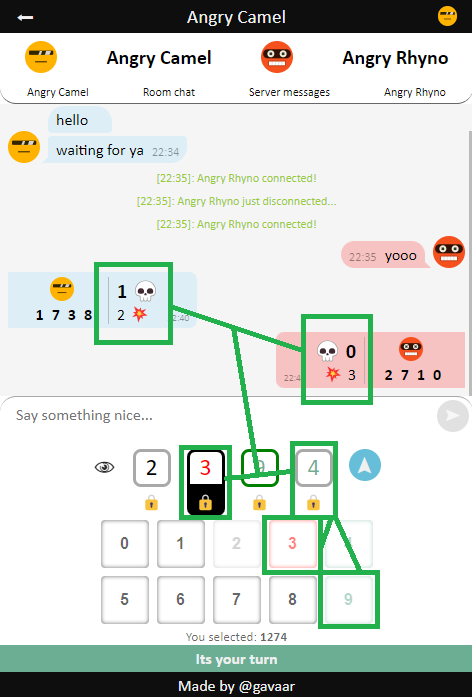 Angry Camel
Angry Camel Angry Rhyno
Angry Camel Room chat Server messages Angry Rhyno
hello
waiting for ya 22:34
[22:35]: Angry Rhyno connected!
[22:35]: Angry Rhyno just disconnected...
[22:35]: Angry Rhyno connected!
22:35 yooo
1
1 7 3 8 2
0
3 2 7 1 0
Say something nice...
2 3 9 4
0 1 2 3
5 6 7 8 9
You selected: 1274
Its your turn
Made by @gavaar